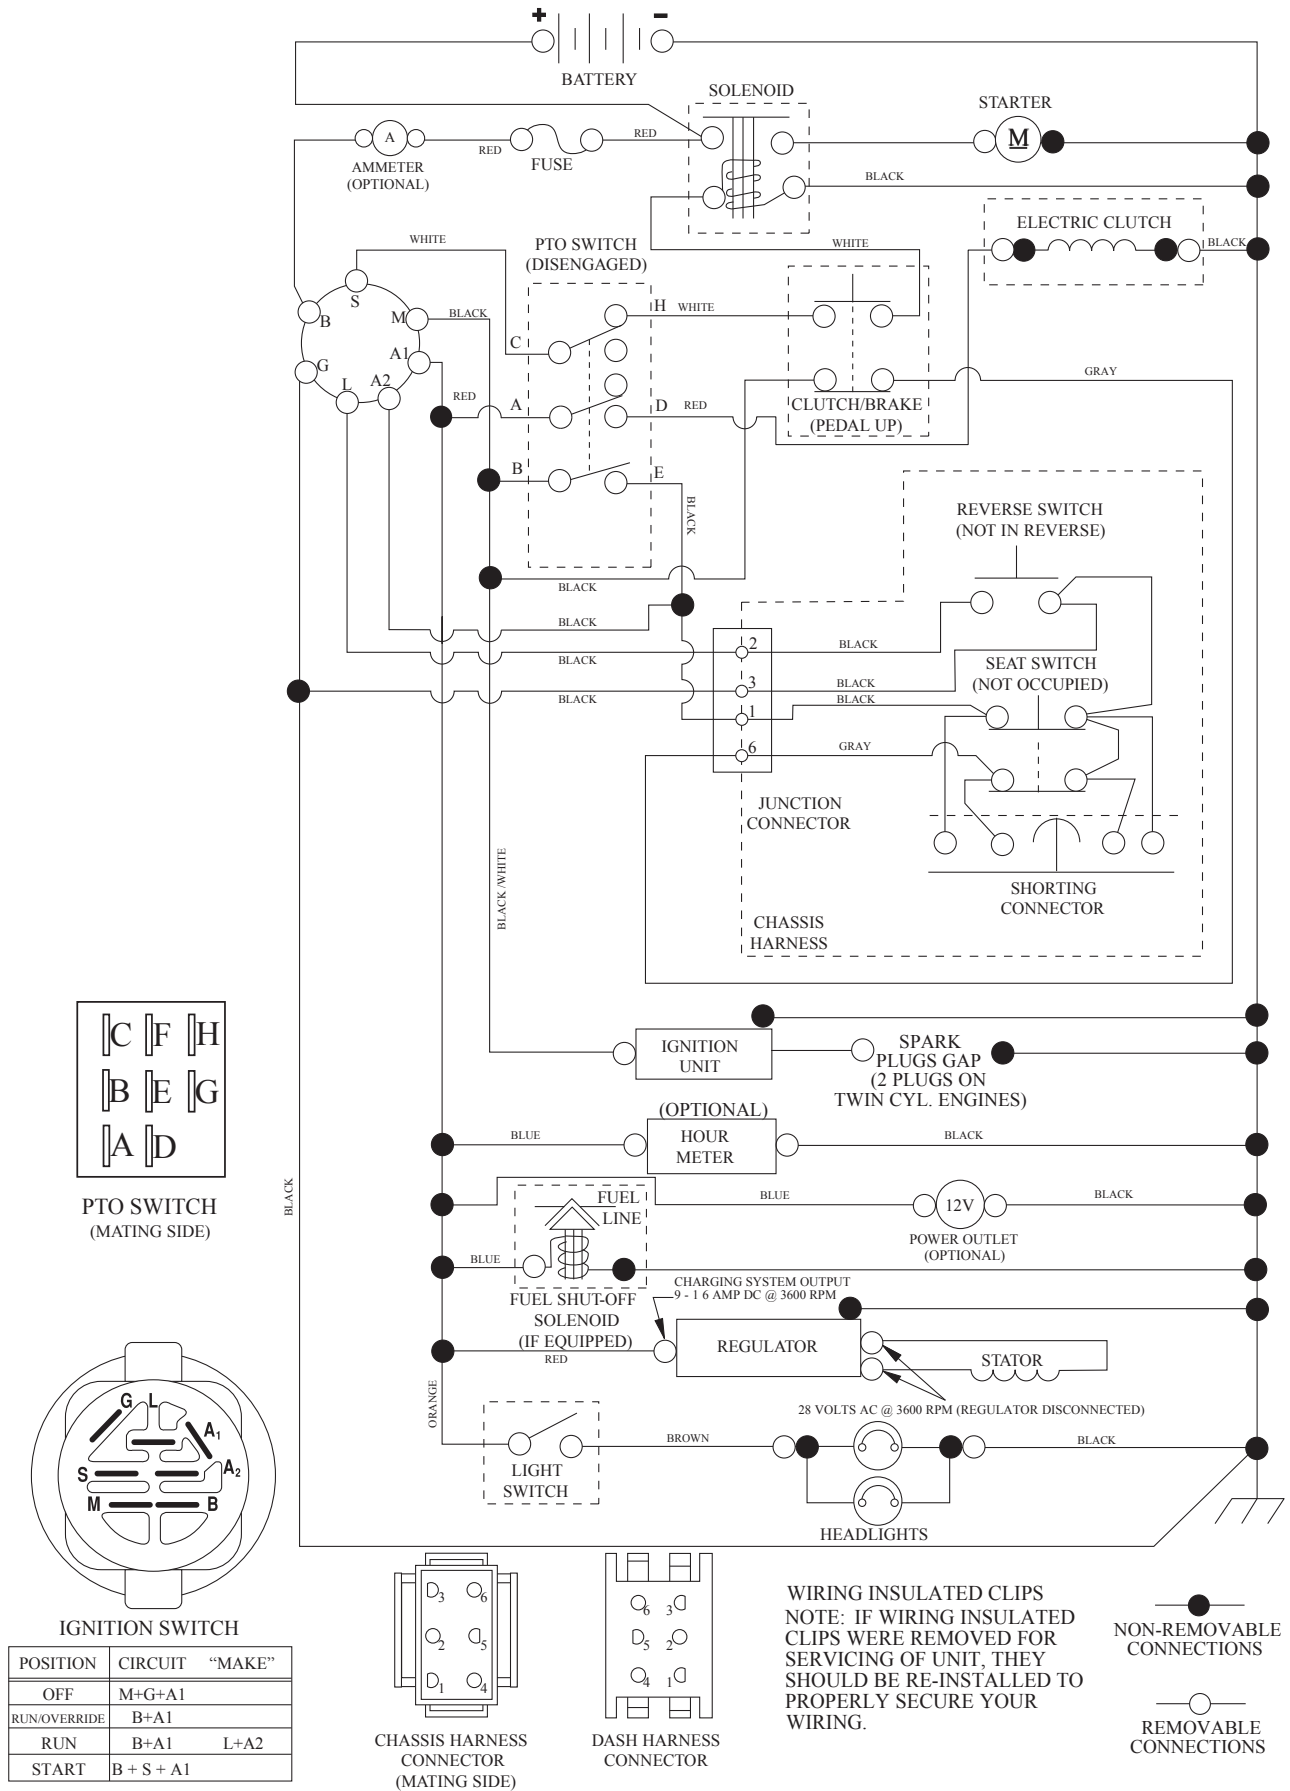 + −
BATTERY
SOLENOID
STARTER
A
RED
FUSE
RED
M
AMMETER
(OPTIONAL)
BLACK
ELECTRIC CLUTCH
WHITE
PTO SWITCH
(DISENGAGED)
WHITE
BLACK
S
B
M
BLACK
H
WHITE
C
G
A1
L
A2
RED
A
D
RED
GRAY
CLUTCH/BRAKE
(PEDAL UP)
B
E
BLACK
REVERSE SWITCH
(NOT IN REVERSE)
BLACK
BLACK
2
BLACK
BLACK
SEAT SWITCH
(NOT OCCUPIED)
3
BLACK
BLACK
1
BLACK
6
GRAY
JUNCTION
CONNECTOR
BLACK /WHITE
SHORTING
CONNECTOR
CHASSIS
HARNESS
C F H
B E G
A D
PTO SWITCH
(MATING SIDE)
IGNITION
UNIT
SPARK
PLUGS GAP
(2 PLUGS ON
TWIN CYL. ENGINES)
(OPTIONAL)
HOUR
METER
BLUE
BLACK
BLACK
FUEL
LINE
BLUE
12V
BLACK
POWER OUTLET
(OPTIONAL)
BLUE
FUEL SHUT-OFF
SOLENOID
(IF EQUIPPED)
CHARGING SYSTEM OUTPUT
9 - 1 6 AMP DC @ 3600 RPM
RED
REGULATOR
STATOR
28 VOLTS AC @ 3600 RPM (REGULATOR DISCONNECTED)
ORANGE
BROWN
BLACK
LIGHT
SWITCH
HEADLIGHTS
G L
A1
S
A2
M
B
IGNITION SWITCH
POSITION CIRCUIT “MAKE”
OFF M+G+A1
RUN/OVERRIDE B+A1
RUN B+A1 L+A2
START B + S + A1
3 6
2 5
1 4
CHASSIS HARNESS
CONNECTOR
(MATING SIDE)
6 3
5 2
4 1
DASH HARNESS
CONNECTOR
WIRING INSULATED CLIPS
NOTE: IF WIRING INSULATED
CLIPS WERE REMOVED FOR
SERVICING OF UNIT, THEY
SHOULD BE RE-INSTALLED TO
PROPERLY SECURE YOUR
WIRING.
NON-REMOVABLE
CONNECTIONS
REMOVABLE
CONNECTIONS